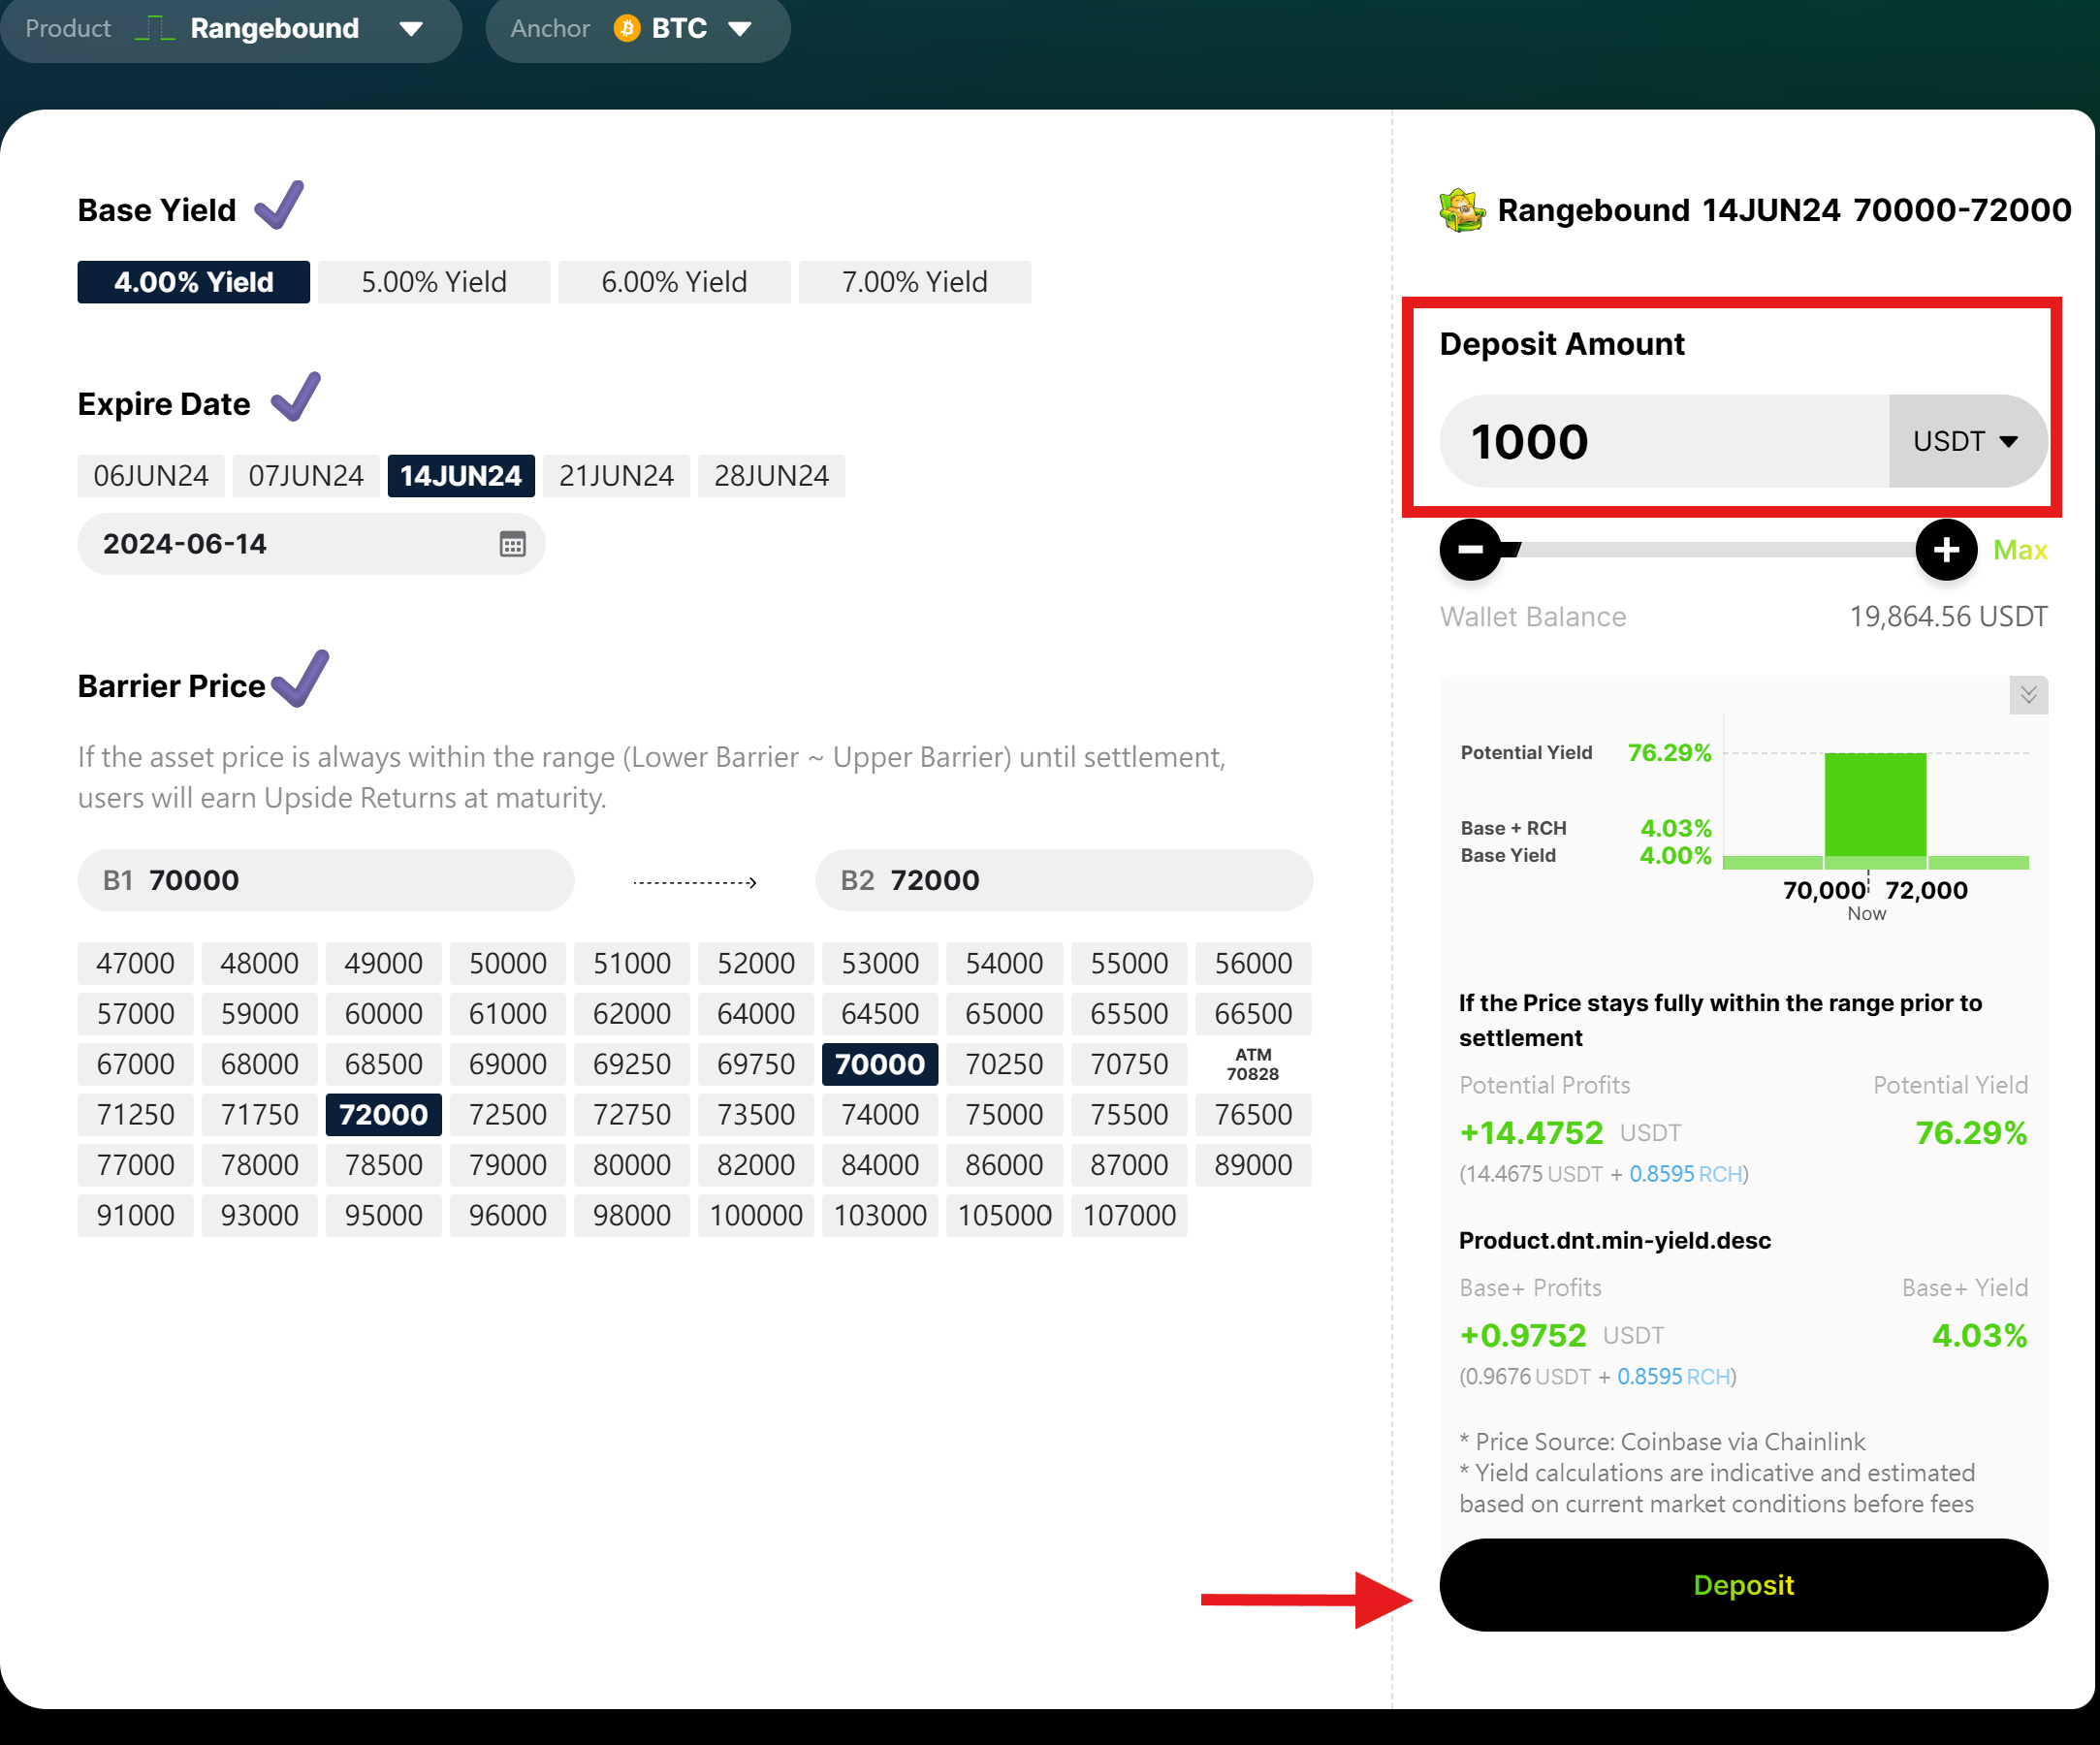 Product Rangebound Anchor BTC
Base Yield
4.00% Yield 5.00% Yield 6.00% Yield 7.00% Yield
Expire Date
06JUN24 07JUN24 14JUN24 21JUN24 28JUN24
2024-06-14
Barrier Price
If the asset price is always within the range (Lower Barrier ~ Upper Barrier) until settlement,
users will earn Upside Returns at maturity.
B1 70000 B2 72000
47000 48000 49000 50000 51000 52000 53000 54000 55000 56000
57000 59000 60000 61000 62000 64000 64500 65000 65500 66500
67000 68000 68500 69000 69250 69750 70000 70250 70750 ATM
70828
71250 71750 72000 72500 72750 73500 74000 75000 75500 76500
77000 78000 78500 79000 80000 82000 84000 86000 87000 89000
91000 93000 95000 96000 98000 100000 103000 105000 107000
Rangebound 14JUN24 70000-72000
Deposit Amount
1000 USDT
Max
Wallet Balance 19,864.56 USDT
Potential Yield 76.29%
Base + RCH 4.03%
Base Yield 4.00%
70,000 72,000
Now
If the Price stays fully within the range prior to
settlement
Potential Profits Potential Yield
+14.4752 USDT 76.29%
(14.4675 USDT + 0.8595 RCH)
Product.dnt.min-yield.desc
Base+ Profits Base+ Yield
+0.9752 USDT 4.03%
(0.9676 USDT + 0.8595 RCH)
* Price Source: Coinbase via Chainlink
* Yield calculations are indicative and estimated
based on current market conditions before fees
Deposit